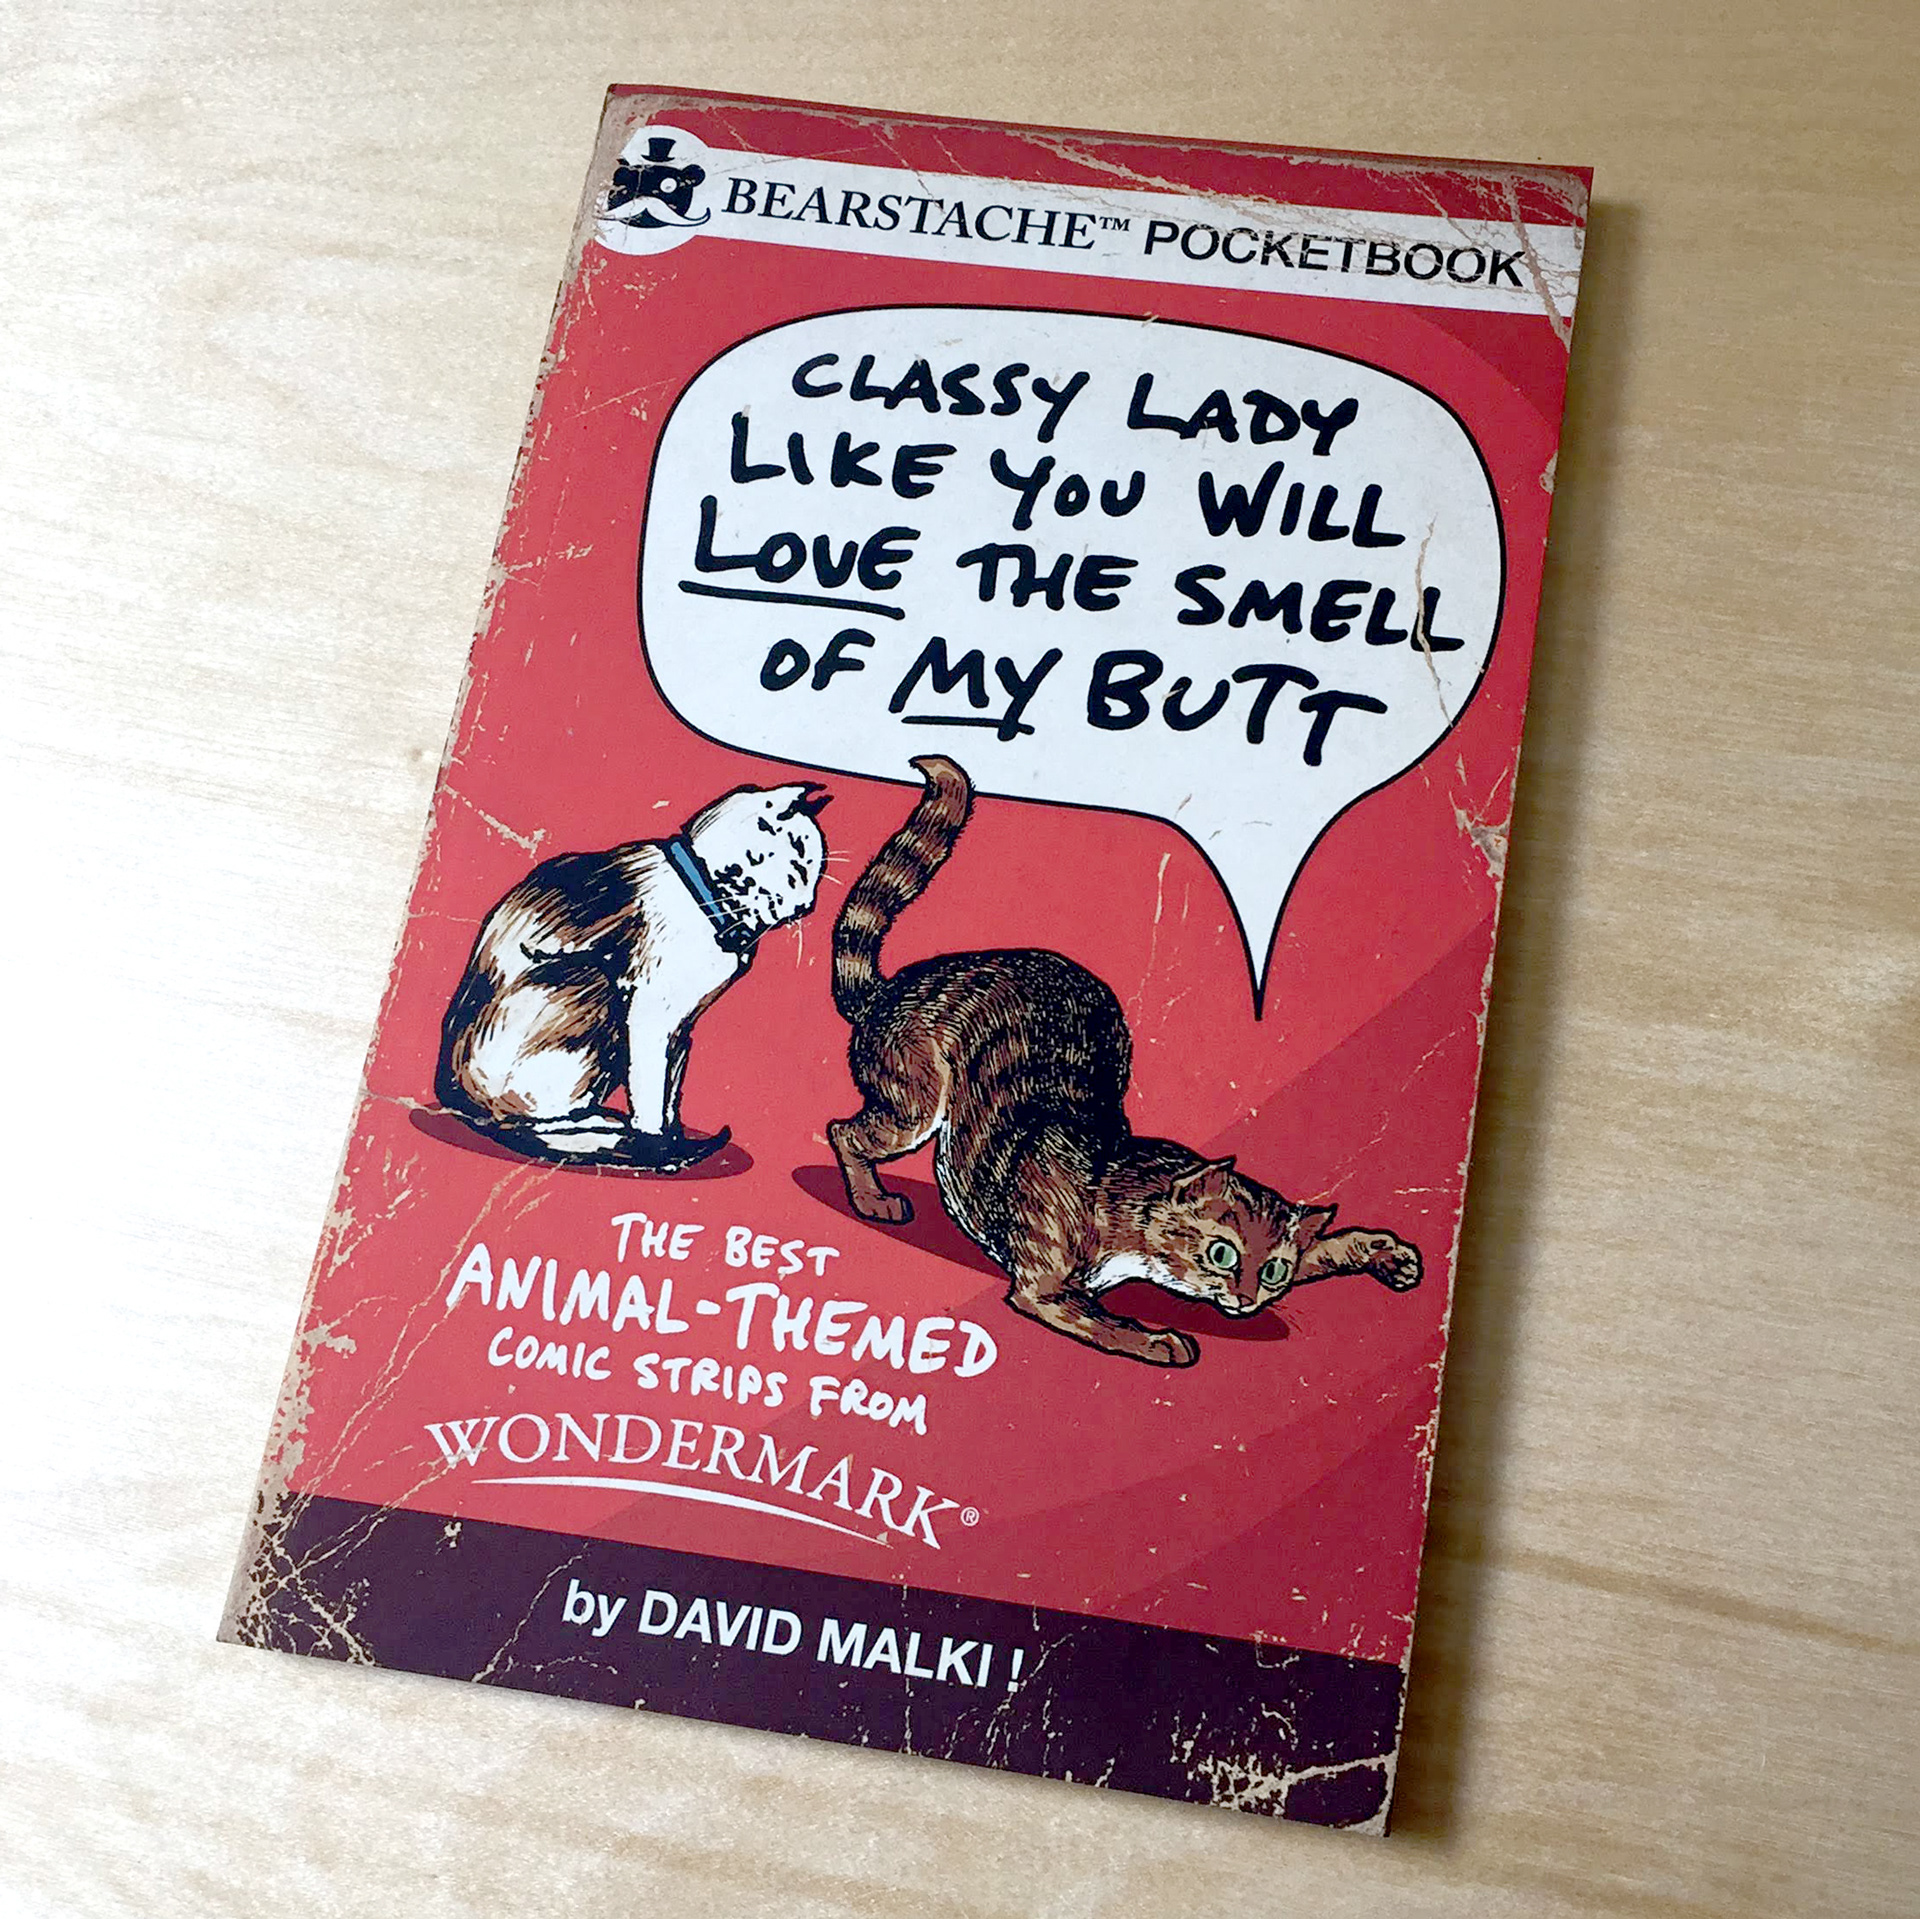 BEARSTACHE™ POCKETBOOK
CLASSY LADY
LIKE YOU WILL
LOVE THE SMELL
OF MY BUTT
THE BEST
ANIMAL-THEMED
COMIC STRIPS FROM
WONDERMARK®
by DAVID MALKI !